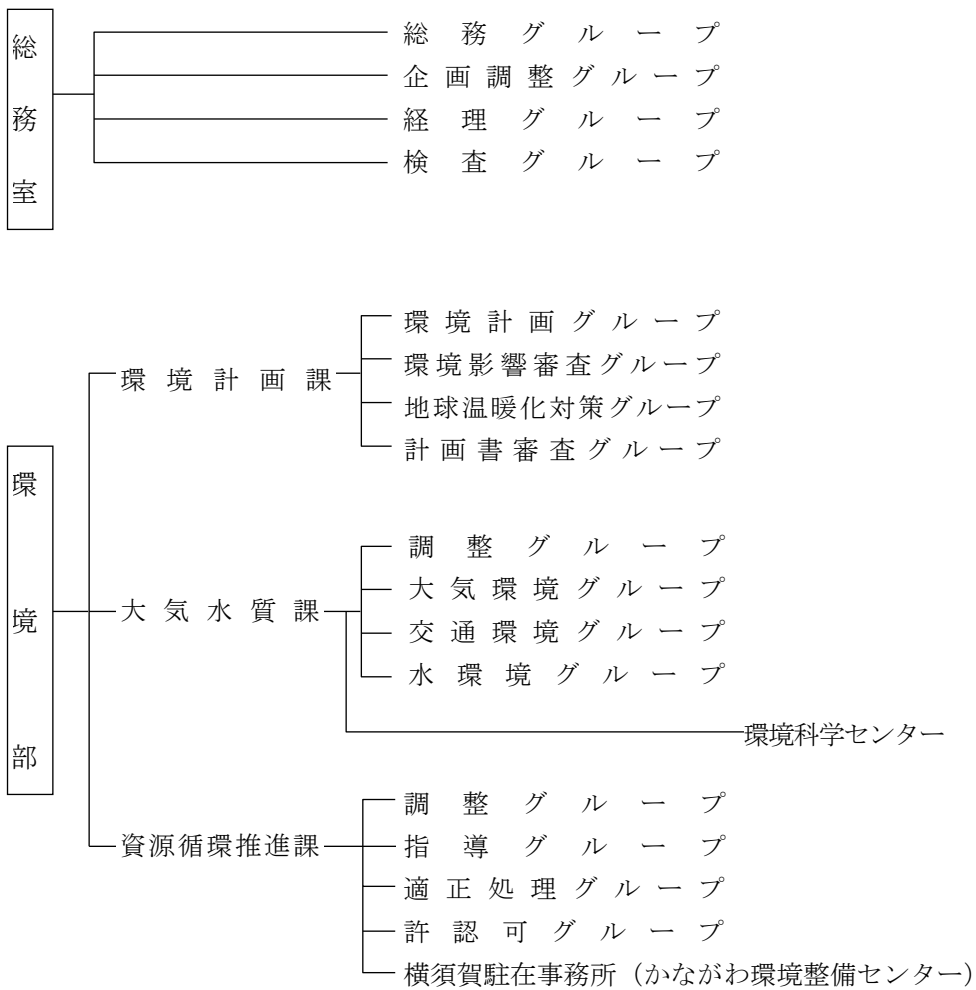 総務室
総務グループ
企画調整グループ
経理グループ
検査グループ
環境部
環境計画課
環境計画グループ
環境影響審査グループ
地球温暖化対策グループ
計画書審査グループ
大気水質課
調整グループ
大気環境グループ
交通環境グループ
水環境グループ
環境科学センター
資源循環推進課
調整グループ
指導グループ
適正処理グループ
許認可グループ
横須賀駐在事務所（かながわ環境整備センター）